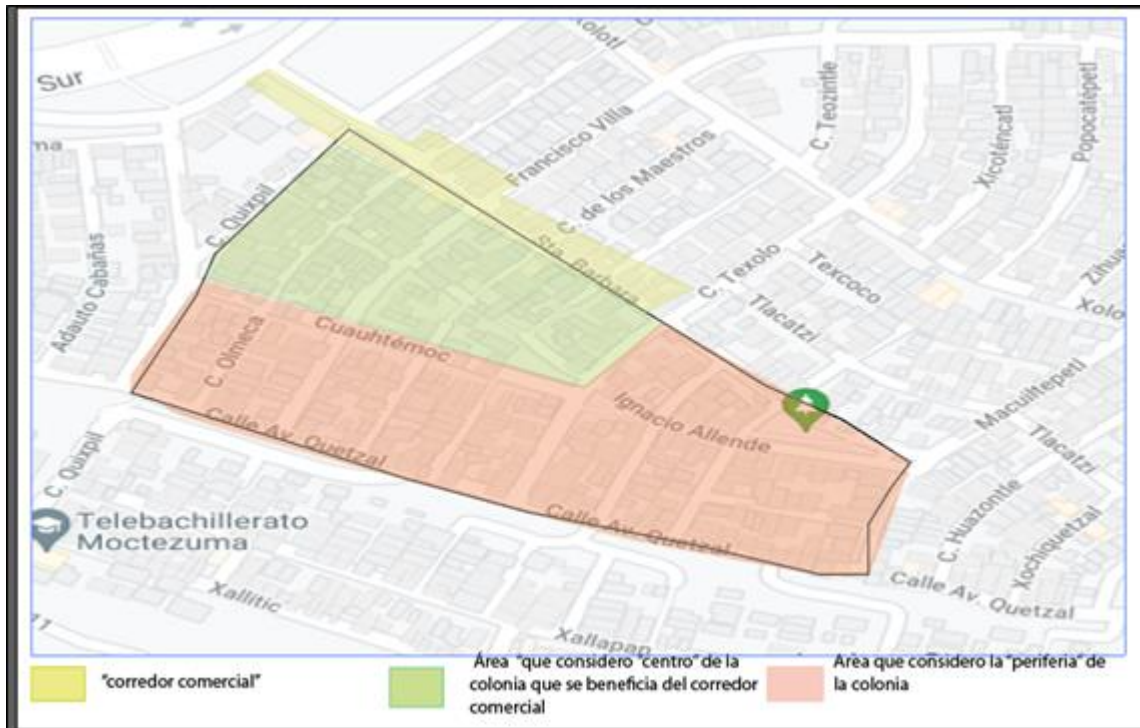 Sur
Xolotl
ma
C. Quixpil
Francisco Villa
C. de los Maestros
C. Teozintle
Xicoténcatl
Popocatépetl
Adauto Cabañas
Sta. Barbara
C. Texolo
Texcoco
Tlacatzi
Xolo
C. Olmeca
Cuauhtémoc
Ignacio Allende
Macuiltepetl
Tlacatzi
Calle Av. Quetzal
C. Quixpil
Calle Av. Quetzal
C. Huazontle
Xochiquetzal
Telebachillerato
Moctezuma
Calle Av. Quetzal
Xallitic
Xallapan
11
"corredor comercial"
Área "que considero "centro" de la
colonia que se beneficia del corredor
comercial
Área que considero la "periferia" de
la colonia